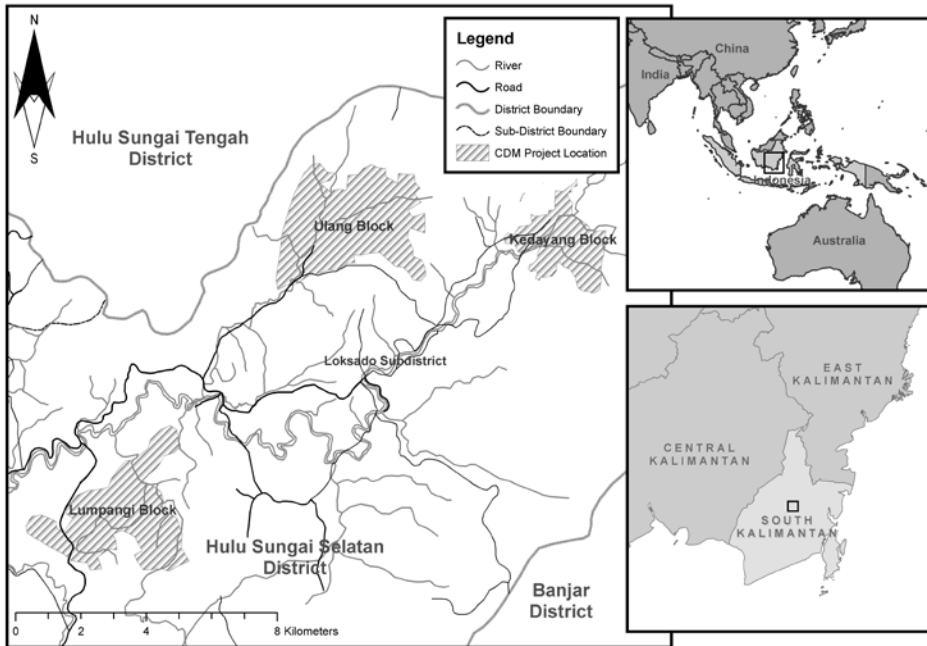 N
S
Hulu Sungai Tengah
District
Legend
River
Road
District Boundary
Sub-District Boundary
CDM Project Location
Ulang Block
Kedayang Block
Loksado Subdistrict
Lumpangi Block
Hulu Sungai Selatan
District
Banjar
District
0 2 4 8 Kilometers
China
India
Indonesia
Australia
EAST
KALIMANTAN
CENTRAL
KALIMANTAN
SOUTH
KALIMANTAN